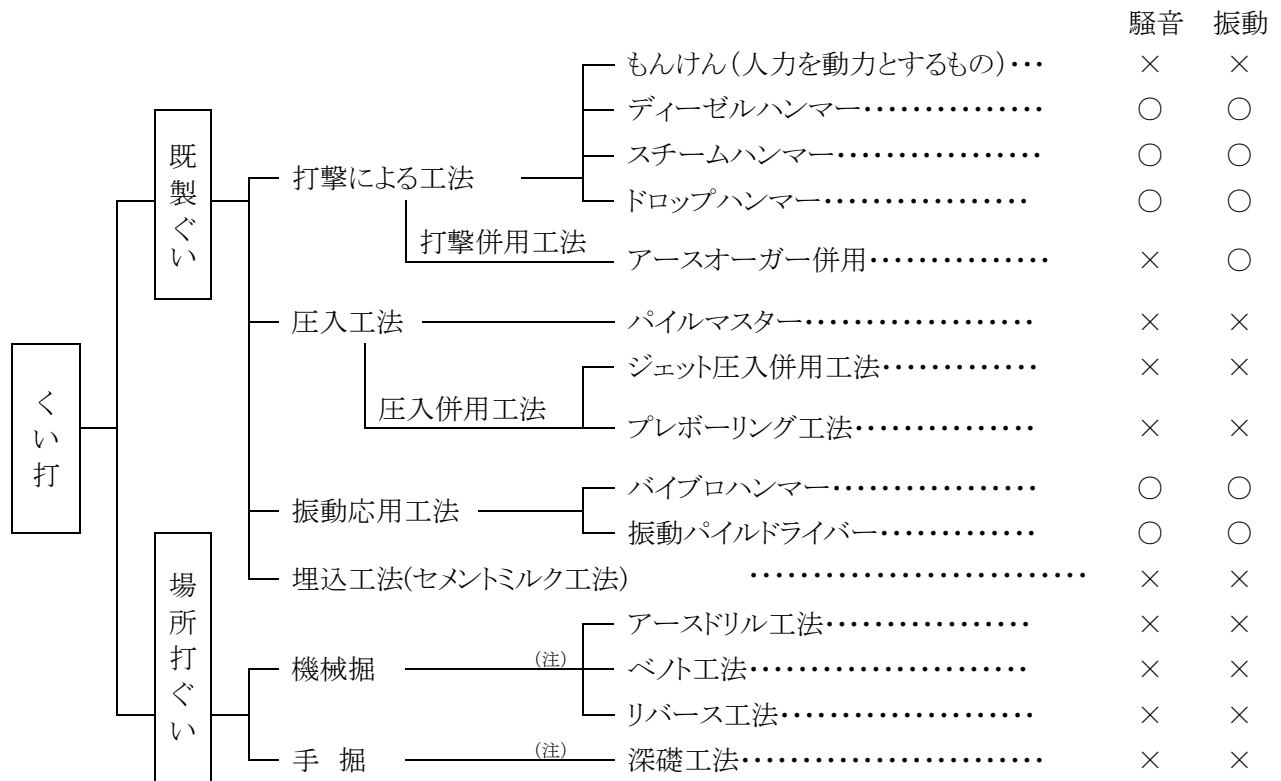 騒音 振動
もんけん(人力を動力とするもの)・・・ × ×
ディーゼルハンマー・・・・・・・・・・・・・・・ ○ ○
既製ぐい
スチームハンマー・・・・・・・・・・・・・・・・・ ○ ○
打撃による工法
ドロップハンマー・・・・・・・・・・・・・・・・・ ○ ○
打撃併用工法
アースオーガー併用・・・・・・・・・・・・・・・ × ○
圧入工法 パイルマスター・・・・・・・・・・・・・・・・・・・ × ×
ジェット圧入併用工法・・・・・・・・・・・・・ × ×
圧入併用工法
くい打
プレボーリング工法・・・・・・・・・・・・・・・ × ×
バイブロハンマー・・・・・・・・・・・・・・・・・ ○ ○
振動応用工法
振動パイルドライバー・・・・・・・・・・・・・ ○ ○
埋込工法(セメントミルク工法) ・・・・・・・・・・・・・・・・・・・・・・・・・・・・ × ×
場所打ぐい
アースドリル工法・・・・・・・・・・・・・・・・・ × ×
機械掘 (注) ベノト工法・・・・・・・・・・・・・・・・・・・・・・・ × ×
リバース工法・・・・・・・・・・・・・・・・・・・・・ × ×
手 掘 (注) 深礎工法・・・・・・・・・・・・・・・・・・・・・・・・・ × ×